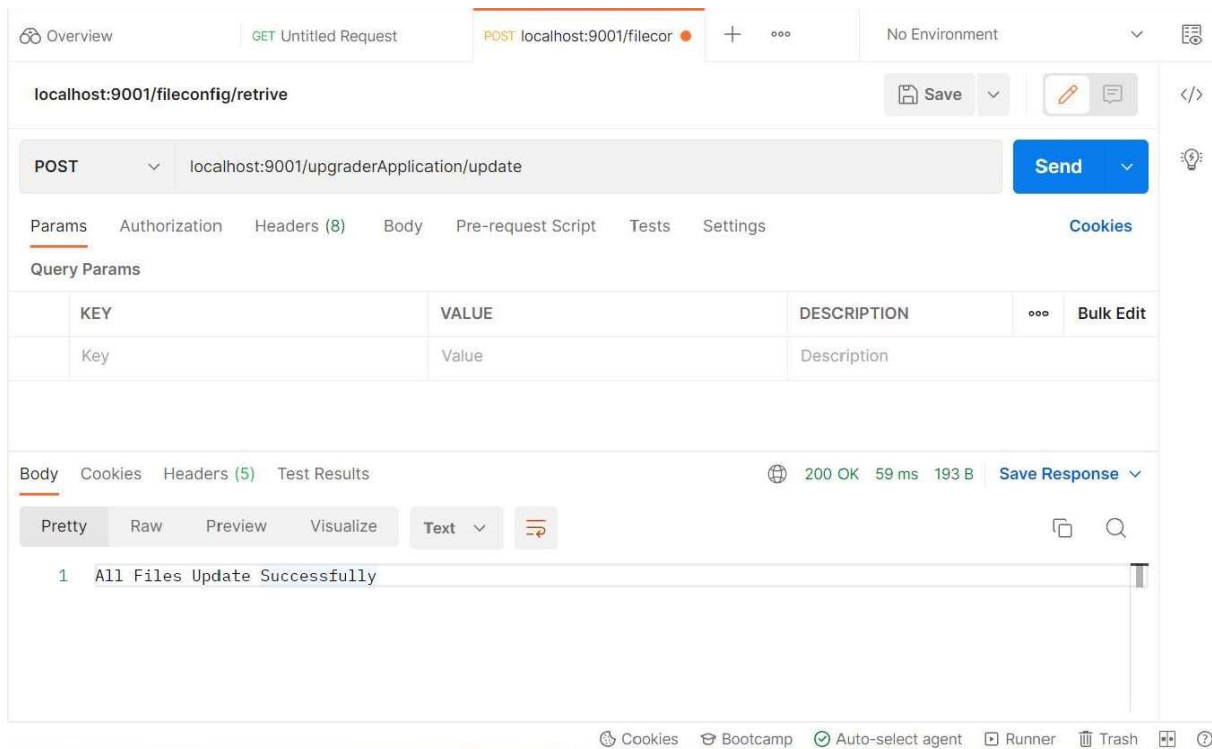 Overview GET Untitled Request POST localhost:9001/filecor No Environment
localhost:9001/fileconfig/retrive Save
POST localhost:9001/upgraderApplication/update Send
Params Authorization Headers (8) Body Pre-request Script Tests Settings Cookies
Query Params
KEY VALUE DESCRIPTION Bulk Edit
Key Value Description
Body Cookies Headers (5) Test Results 200 OK 59 ms 193 B Save Response
Pretty Raw Preview Visualize Text
1 All Files Update Successfully
Cookies Bootcamp Auto-select agent Runner Trash